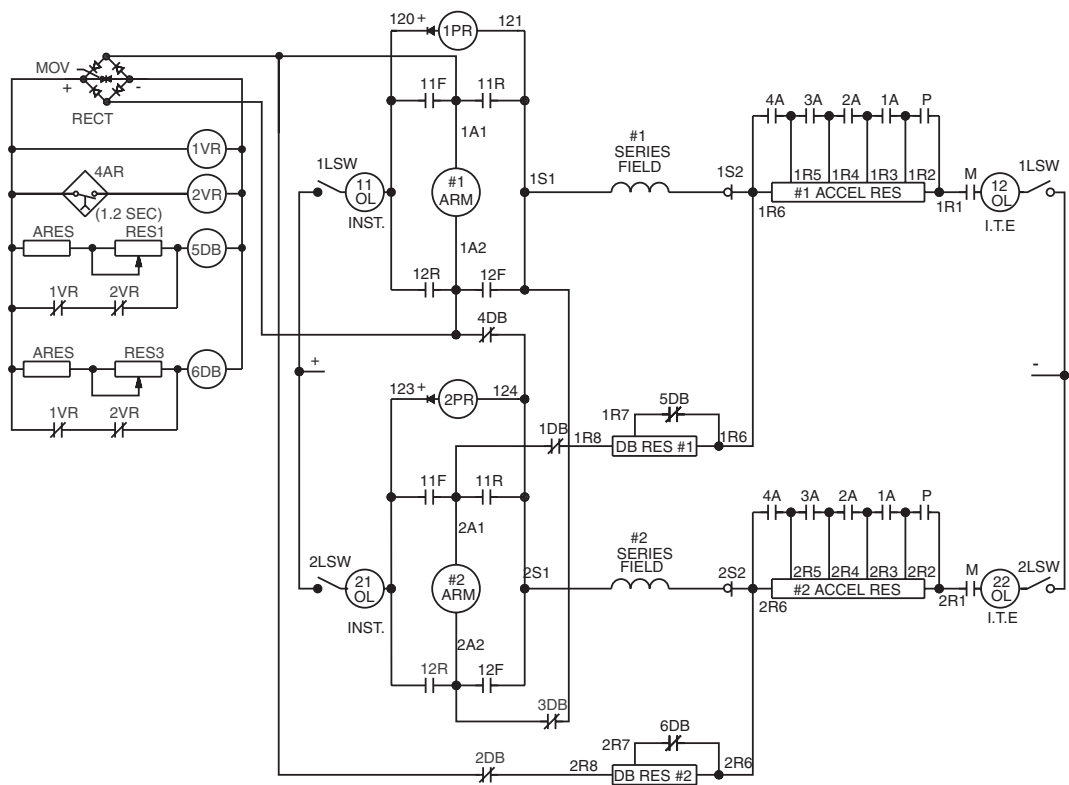 120 + 1PR 121
MOV
+ -
RECT
11F 11R
4A 3A 2A 1A P
#1
SERIES
FIELD
1A1
1VR
4AR
(1.2 SEC)
2VR
1LSW
11
OL
INST.
#1
ARM
1S1
1S2
1R6
1R5 1R4 1R3 1R2
#1 ACCEL RES
1R1
M
12
OL
I.T.E
1LSW
1A2
ARES RES1 5DB
12R 12F
1VR 2VR
4DB
+
-
ARES RES3 6DB
123 + 2PR 124
1VR 2VR
1DB
1R8
1R7
5DB
DB RES #1
1R6
11F 11R
4A 3A 2A 1A P
2A1
#2
SERIES
FIELD
2LSW
21
OL
INST.
#2
ARM
2S1
2S2
2R6
2R5 2R4 2R3 2R2
#2 ACCEL RES
2R1
M
22
OL
I.T.E
2LSW
2A2
12R 12F
3DB
2DB
2R8
2R7
6DB
DB RES #2
2R6